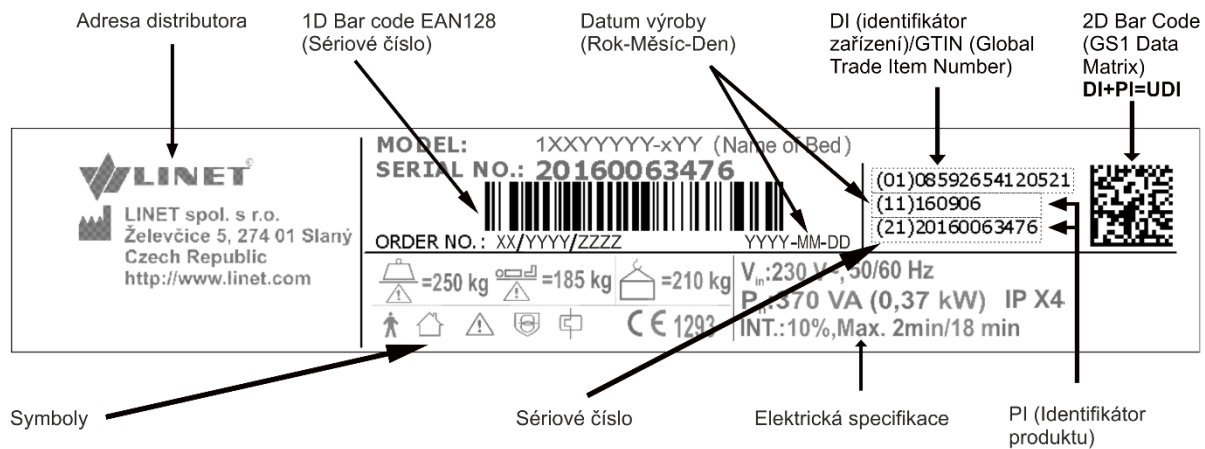 Adresa distributora
1D Bar code EAN128
(Sériové číslo)
Datum výroby
(Rok-Měsíc-Den)
DI (identifikátor
zařízení)/GTIN (Global
Trade Item Number)
2D Bar Code
(GS1 Data
Matrix)
DI+PI=UDI
LINET®
LINET spol. s r.o.
Želevčice 5, 274 01 Slaný
Czech Republic
http://www.linet.com
MODEL: 1XXYYYYY-xYY (Name of Bed)
SERIAL NO.: 20160063476
ORDER NO.: XX/YYYY/ZZZZ YYYY-MM-DD
(01)08592654120521
(11)160906
(21)20160063476
=250 kg =185 kg =210 kg
CE 1293
Vin.:230 V~, 50/60 Hz
:370 VA (0,37 kW) IP X4
INT.:10%,Max. 2min/18 min
Symboly
Sériové číslo
Elektrická specifikace
PI (Identifikátor
produktu)